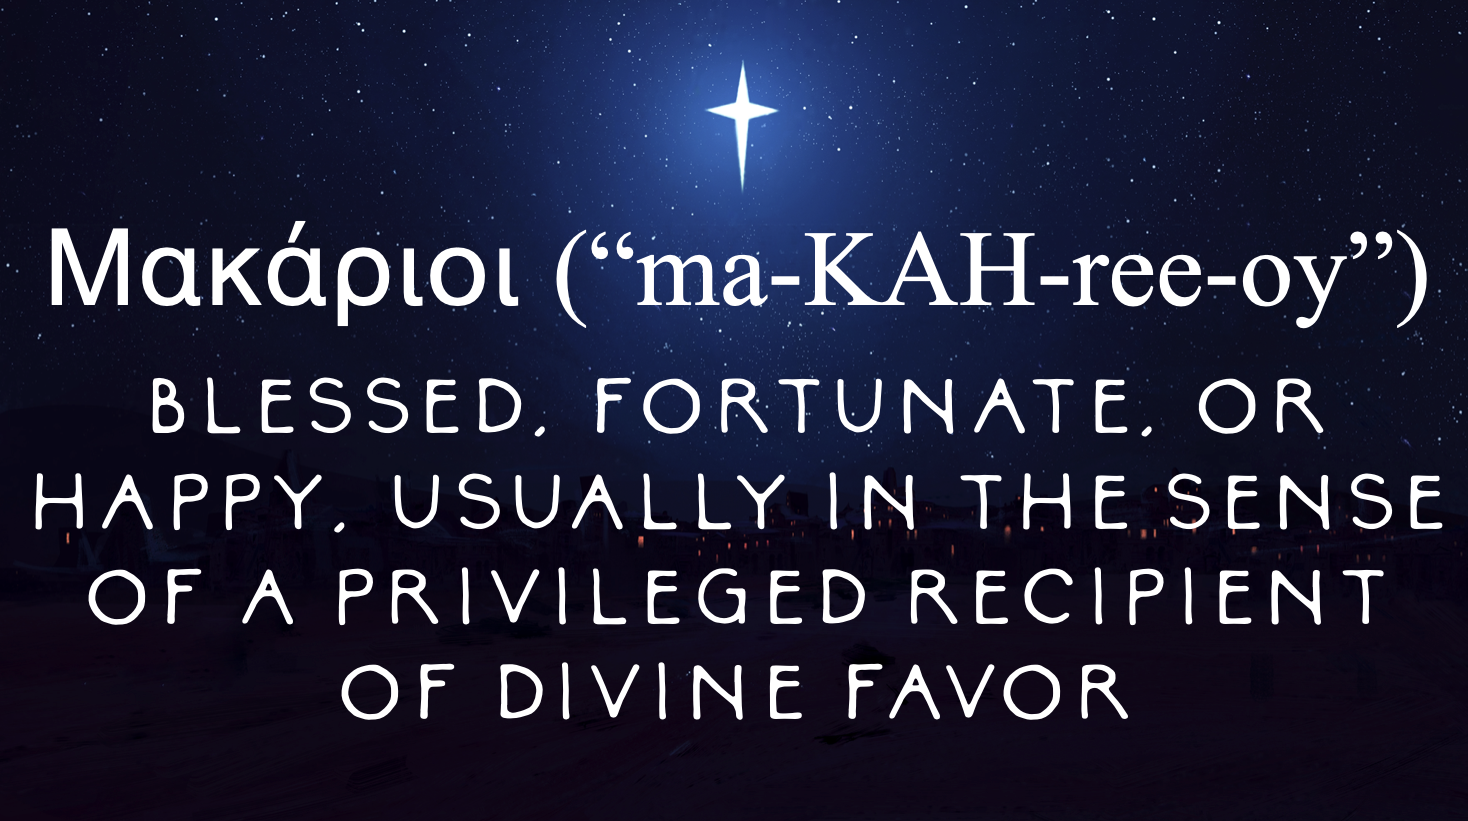 Μακάριοι (“ma-KAH-ree-oy”)
BLESSED, FORTUNATE, OR
HAPPY, USUALLY IN THE SENSE
OF A PRIVILEGED RECIPIENT
OF DIVINE FAVOR